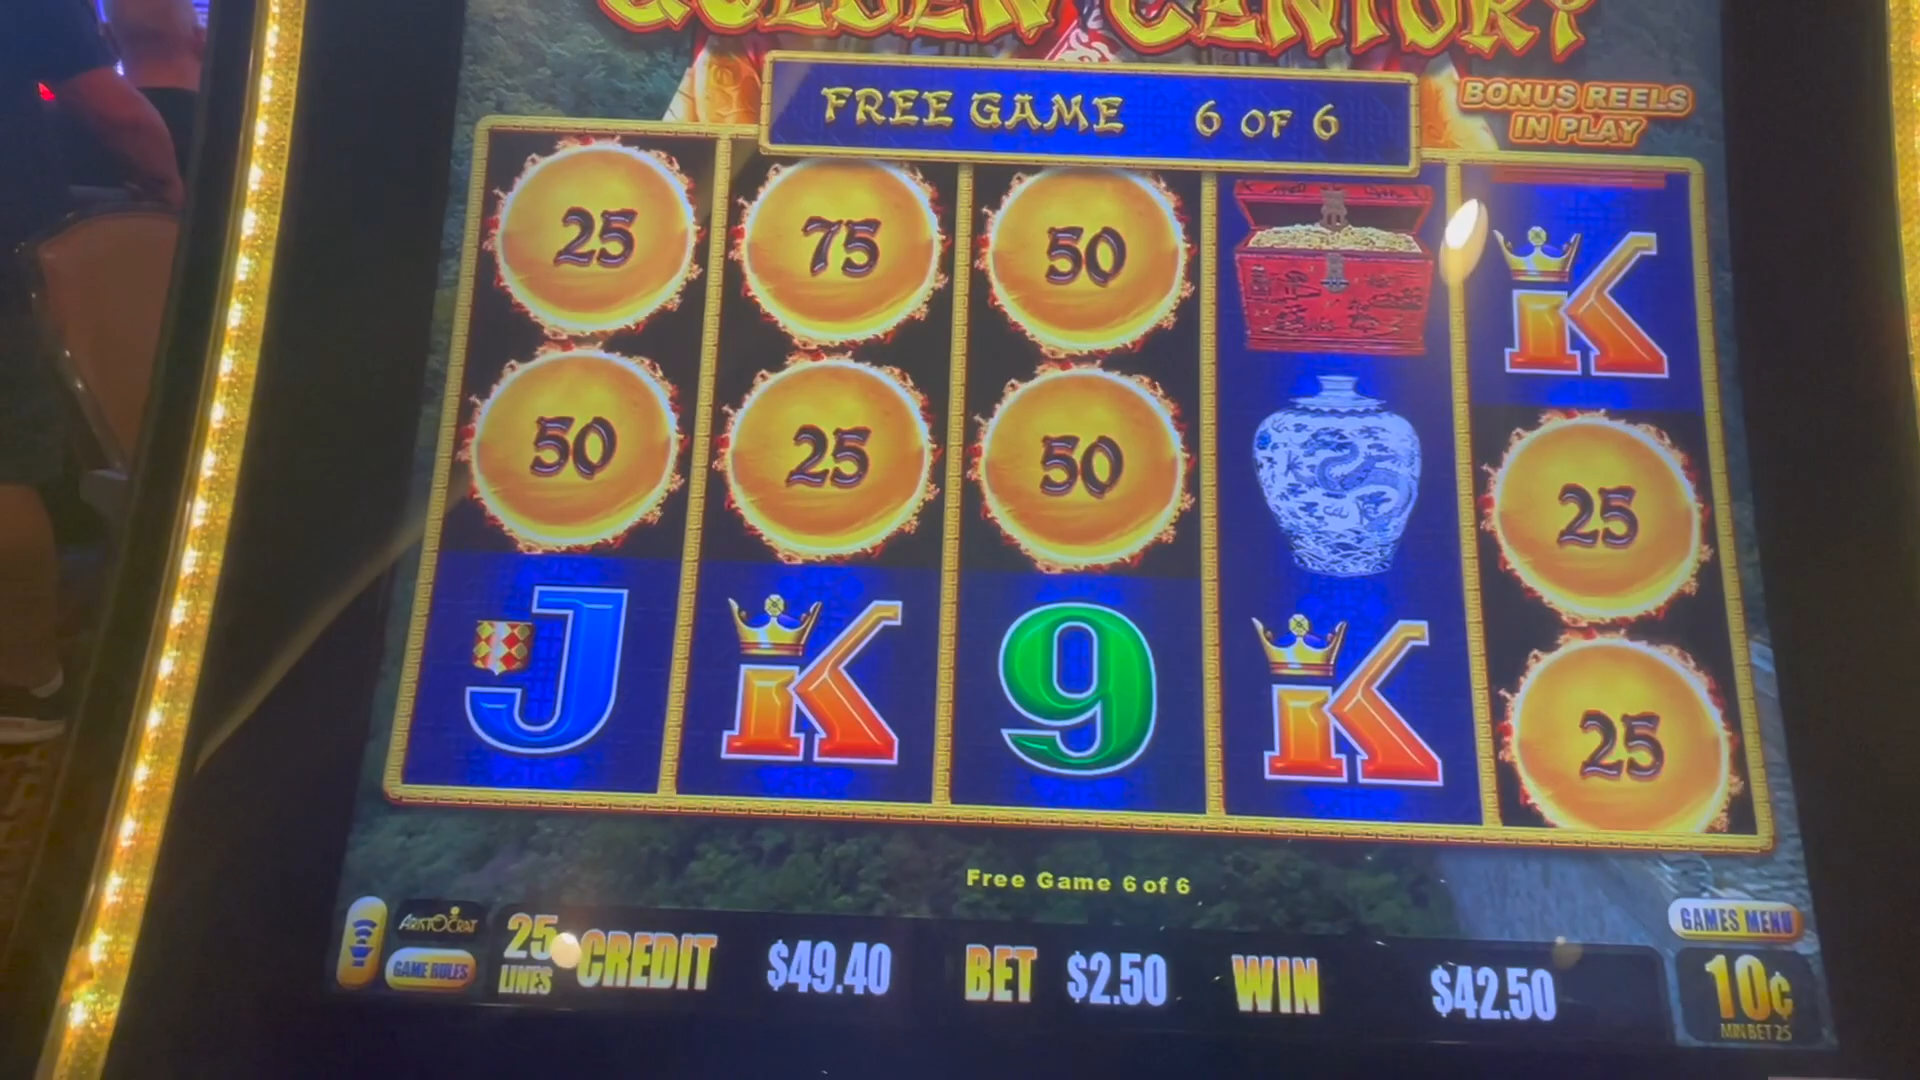 GOLDEN CENTURY
FREE GAME 6 OF 6
BONUS REELS
IN PLAY
25 75 50
K
50 25 50
25
J K 9 K
25
Free Game 6 of 6
GAMES MENU
ARISTOCRAT
GAME RULES
25
LINES
CREDIT $49.40 BET $2.50 WIN $42.50
10¢
MIN BET 25